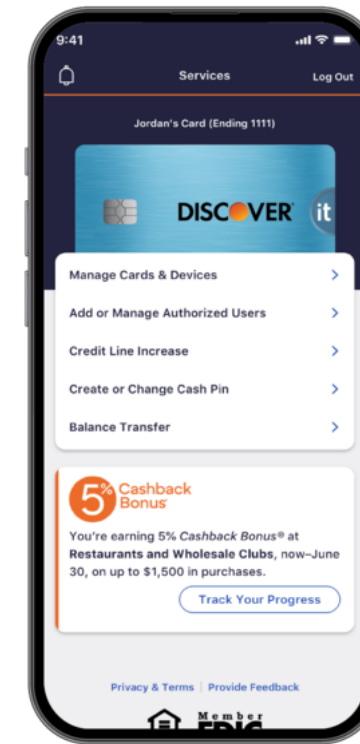 9:41
Services
Log Out
Jordan's Card (Ending 1111)
DISCOVER
it
Manage Cards & Devices
Add or Manage Authorized Users
Credit Line Increase
Create or Change Cash Pin
Balance Transfer
5% Cashback
Bonus
You're earning 5% Cashback Bonus® at
Restaurants and Wholesale Clubs, now–June
30, on up to $1,500 in purchases.
Track Your Progress
Privacy & Terms | Provide Feedback
Member
FDIC